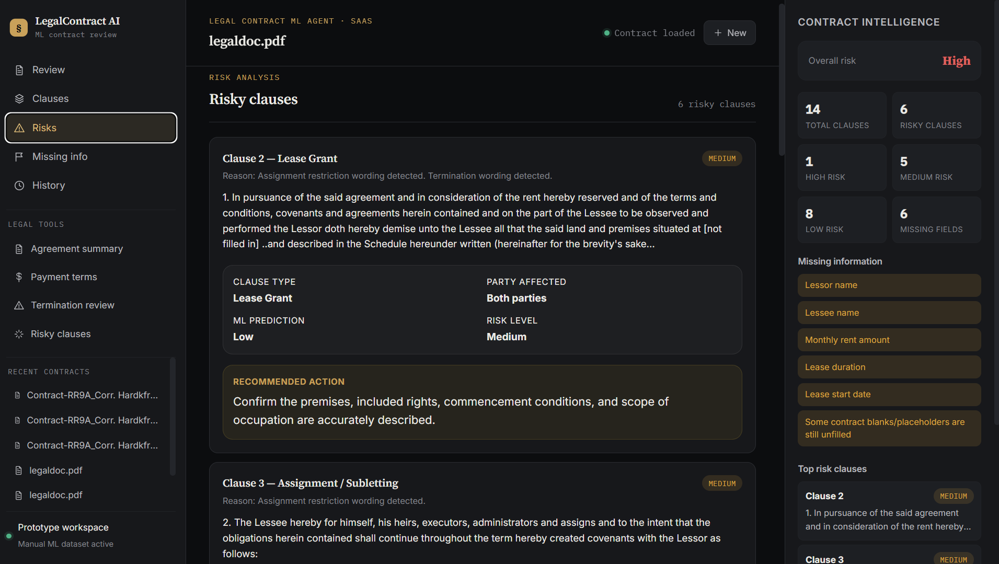 §
LegalContract AI
ML contract review
Review
Clauses
Risks
Missing info
History
LEGAL TOOLS
Agreement summary
Payment terms
Termination review
Risky clauses
RECENT CONTRACTS
Contract-RR9A_Corr. Hardkfr...
Contract-RR9A_Corr. Hardkfr...
Contract-RR9A_Corr. Hardkfr...
legaldoc.pdf
legaldoc.pdf
Prototype workspace
Manual ML dataset active
LEGAL CONTRACT ML AGENT · SAAS
legaldoc.pdf
Contract loaded
+ New
RISK ANALYSIS
Risky clauses
6 risky clauses
Clause 2 — Lease Grant
MEDIUM
Reason: Assignment restriction wording detected. Termination wording detected.
1. In pursuance of the said agreement and in consideration of the rent hereby reserved and of the terms and
conditions, covenants and agreements herein contained and on the part of the Lessee to be observed and
performed the Lessor doth hereby demise unto the Lessee all that the said land and premises situated at [not
filled in] ..and described in the Schedule hereunder written (hereinafter for the brevity's sake...
CLAUSE TYPE
Lease Grant
PARTY AFFECTED
Both parties
ML PREDICTION
Low
RISK LEVEL
Medium
RECOMMENDED ACTION
Confirm the premises, included rights, commencement conditions, and scope of
occupation are accurately described.
Clause 3 — Assignment / Subletting
MEDIUM
Reason: Assignment restriction wording detected.
2. The Lessee hereby for himself, his heirs, executors, administrators and assigns and to the intent that the
obligations herein contained shall continue throughout the term hereby created covenants with the Lessor as
follows:
CONTRACT INTELLIGENCE
Overall risk
High
14
TOTAL CLAUSES
6
RISKY CLAUSES
1
HIGH RISK
5
MEDIUM RISK
8
LOW RISK
6
MISSING FIELDS
Missing information
Lessor name
Lessee name
Monthly rent amount
Lease duration
Lease start date
Some contract blanks/placeholders are
still unfilled
Top risk clauses
Clause 2
MEDIUM
1. In pursuance of the said agreement
and in consideration of the rent hereby...
Clause 3
MEDIUM